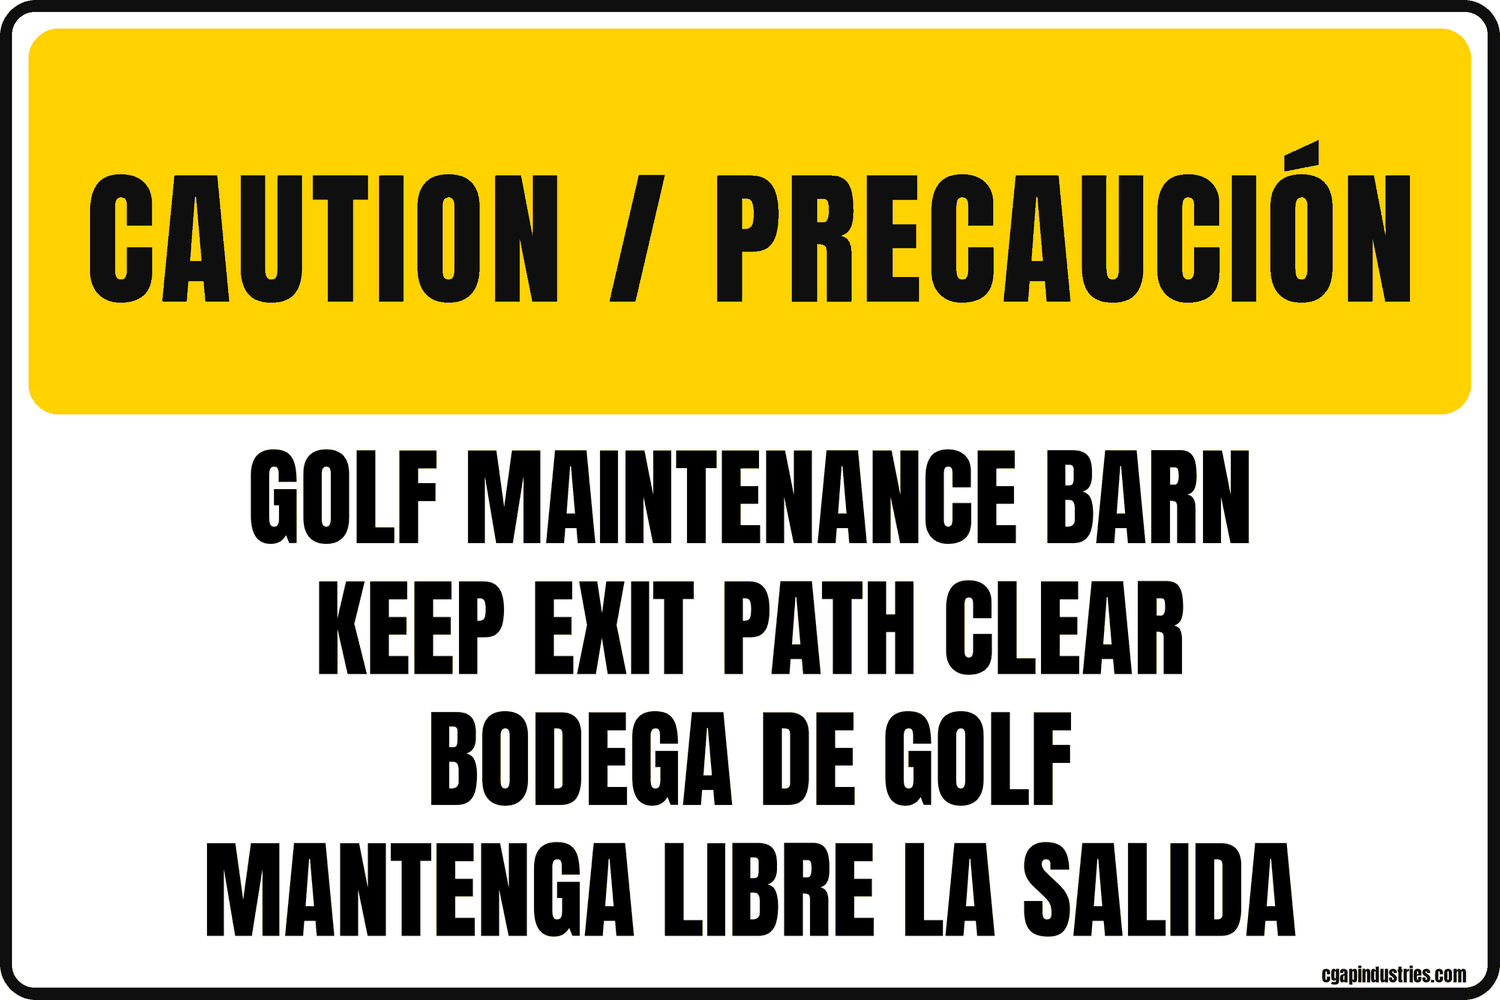 CAUTION / PRECAUCIÓN
GOLF MAINTENANCE BARN
KEEP EXIT PATH CLEAR
BODEGA DE GOLF
MANTENGA LIBRE LA SALIDA
cgapindustries.com